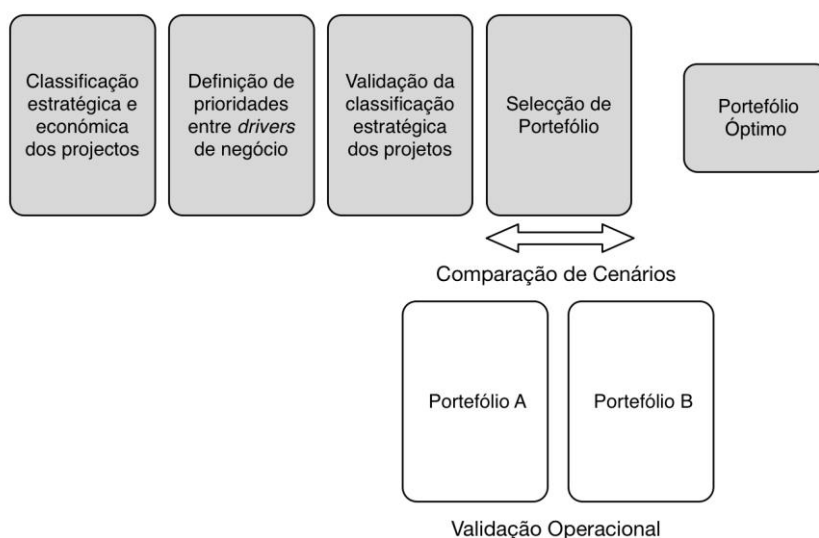 Classificação
estratégica e
económica
dos projectos
Definição de
prioridades
entre drivers
de negócio
Validação da
classificação
estratégica
dos projetos
Selecção de
Portefólio
Portefólio
Óptimo
Comparação de Cenários
Portefólio A
Portefólio B
Validação Operacional